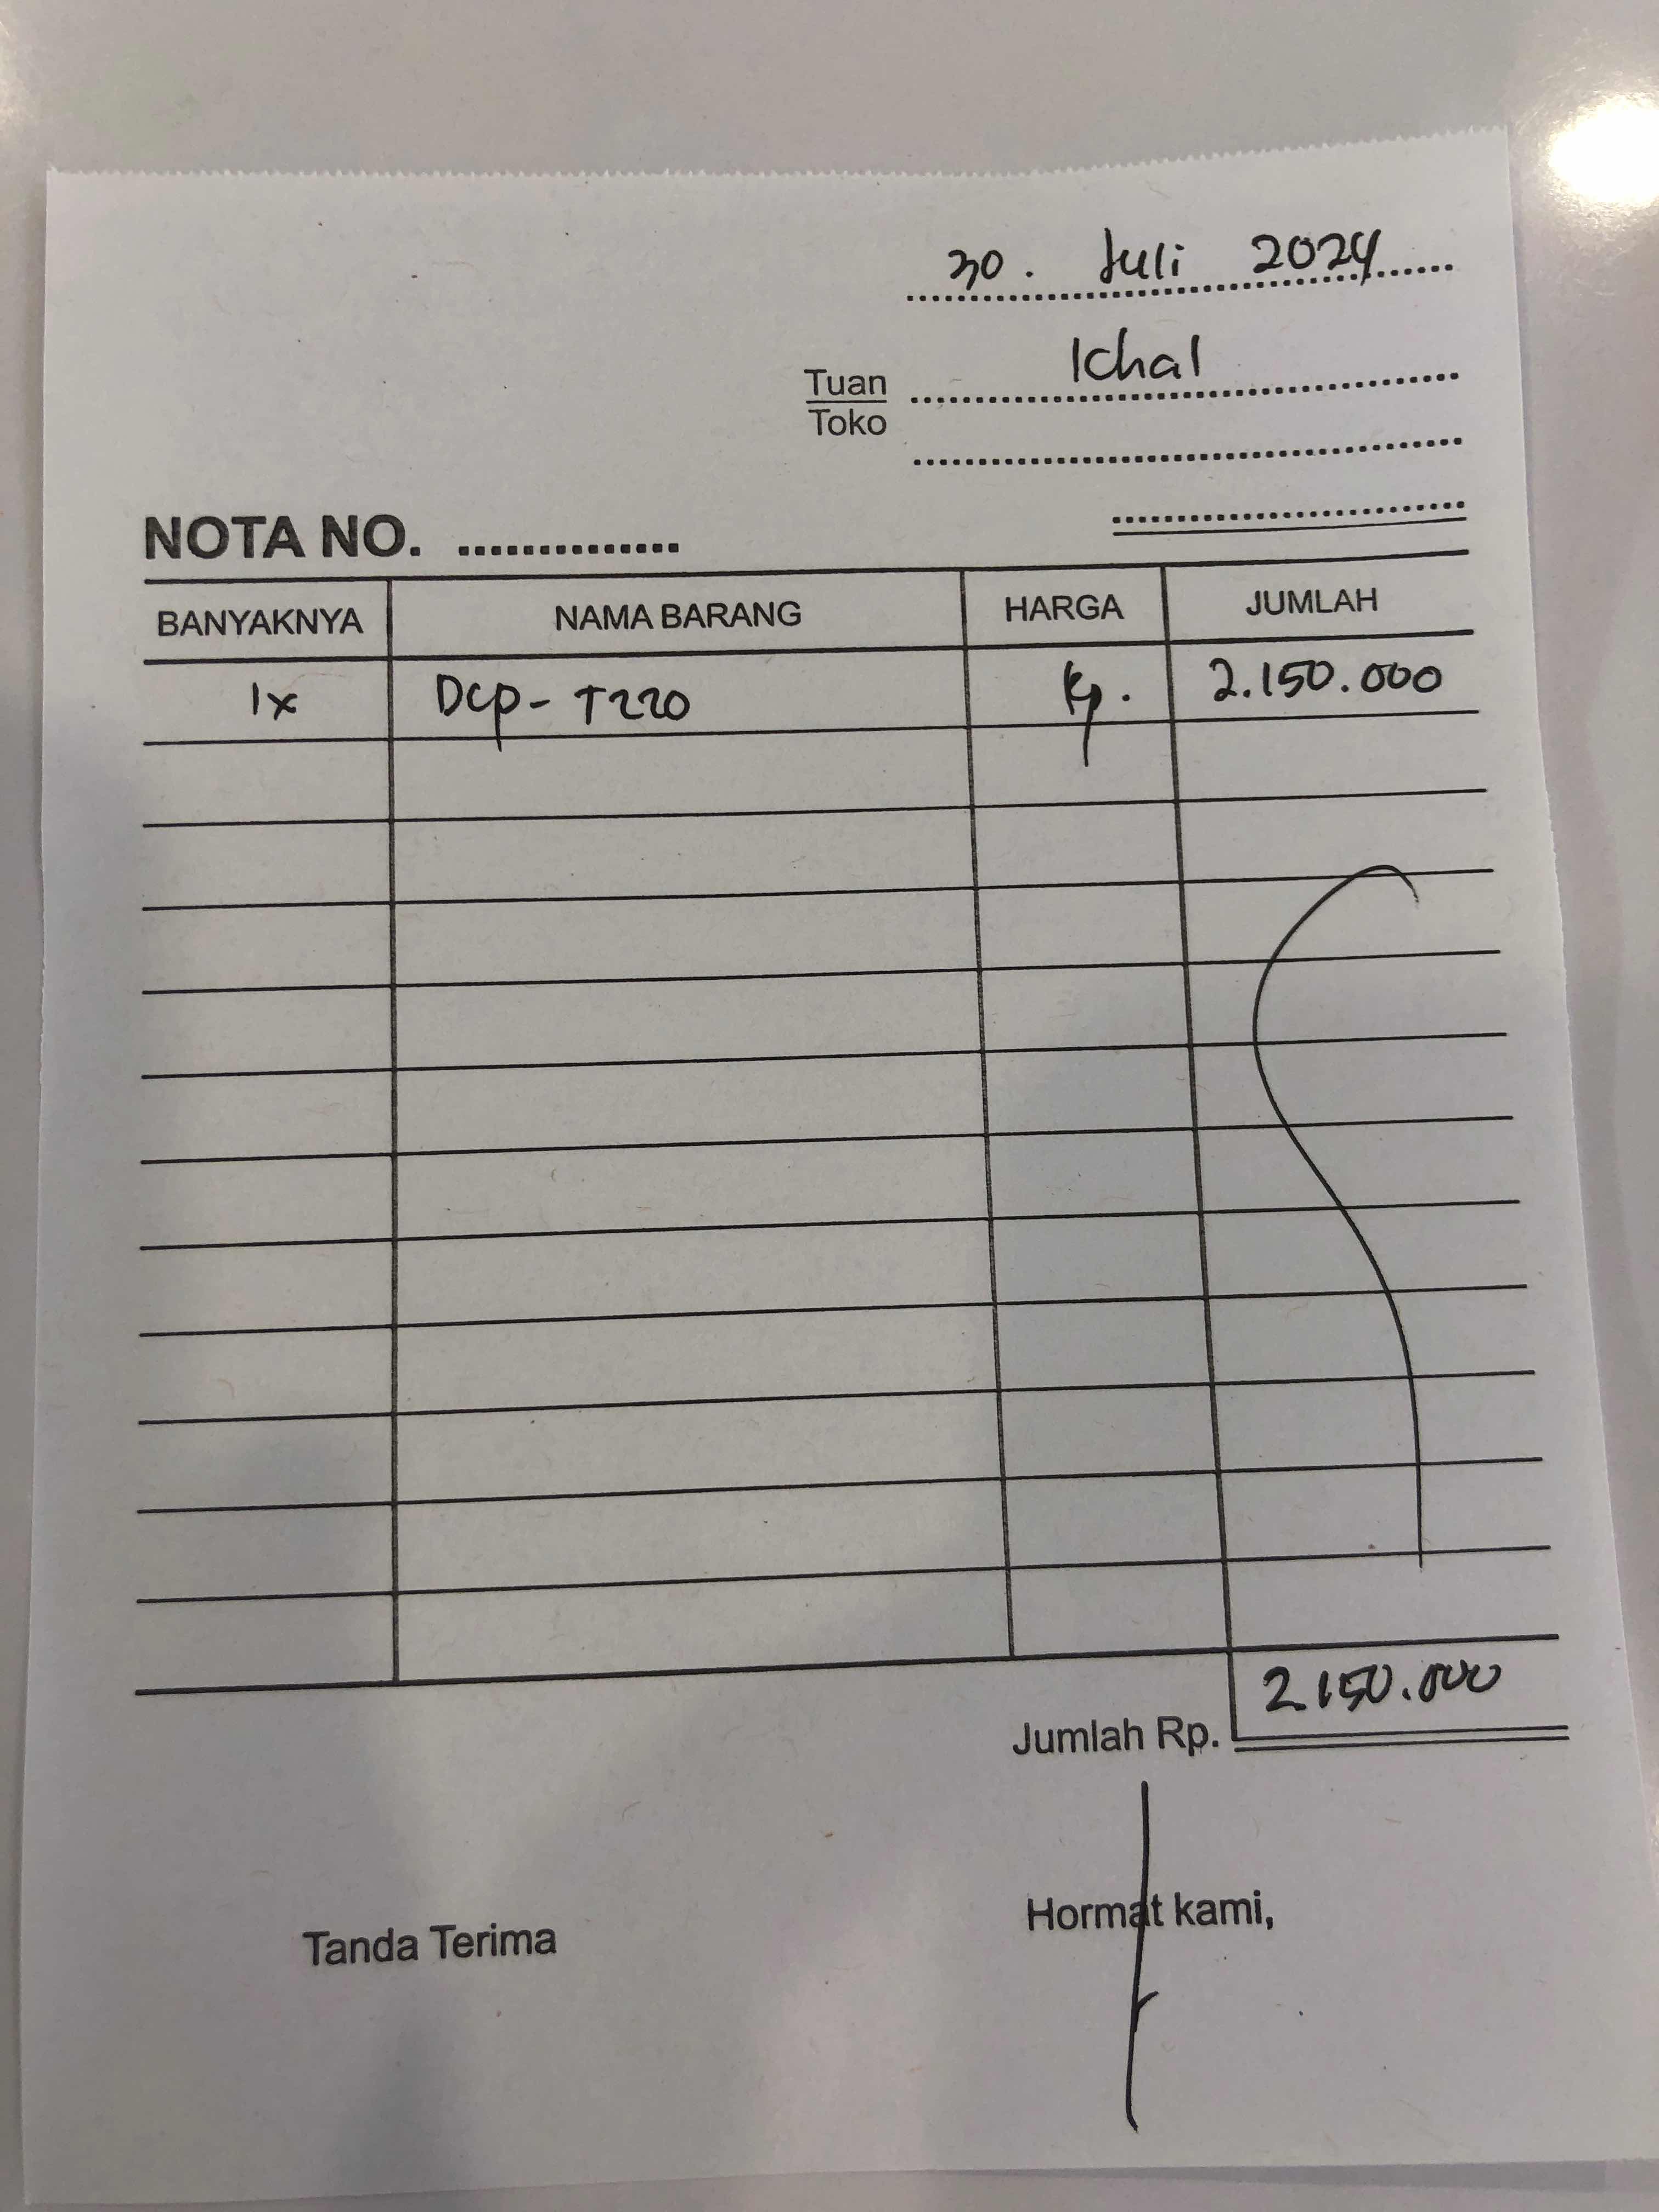 30. Juli 2024
Tuan Ichal
Toko
NOTA NO. ...............
BANYAKNYA NAMA BARANG HARGA JUMLAH
1x Dcp - T220 Rp. 2.150.000
Jumlah Rp. 2.150.000
Tanda Terima Hormat kami,